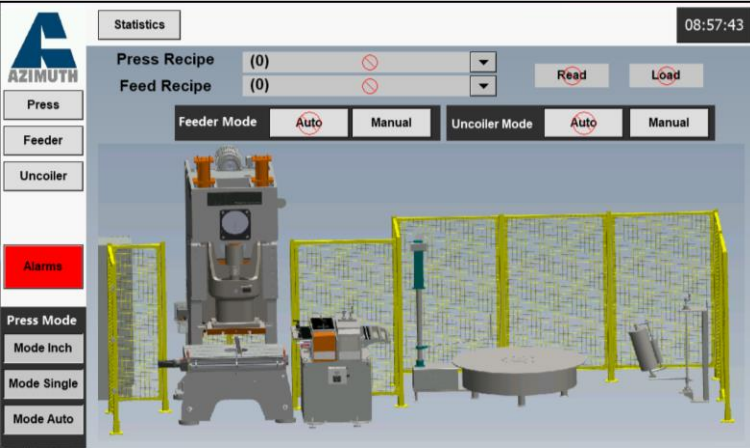 Statistics
08:57:43
AZIMUTH
Press Recipe (0)
Feed Recipe (0)
Read Load
Feeder Mode Auto Manual Uncoiler Mode Auto Manual
Press
Feeder
Uncoiler
Alarms
Press Mode
Mode Inch
Mode Single
Mode Auto